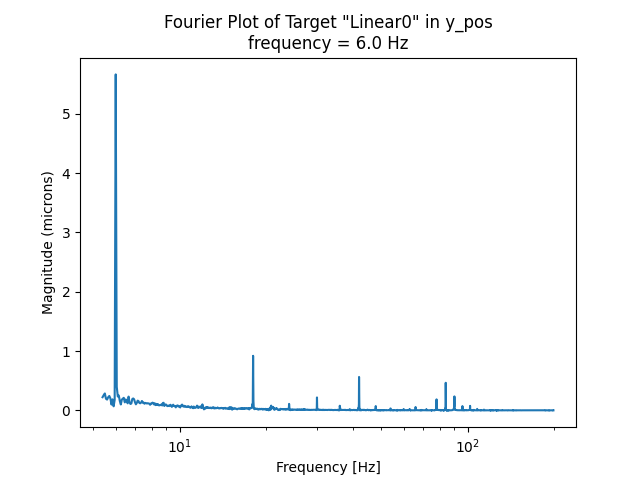 Fourier Plot of Target "Linear0" in y_pos
frequency = 6.0 Hz
Magnitude (microns)
5
4
3
2
1
0
10¹
10²
Frequency [Hz]